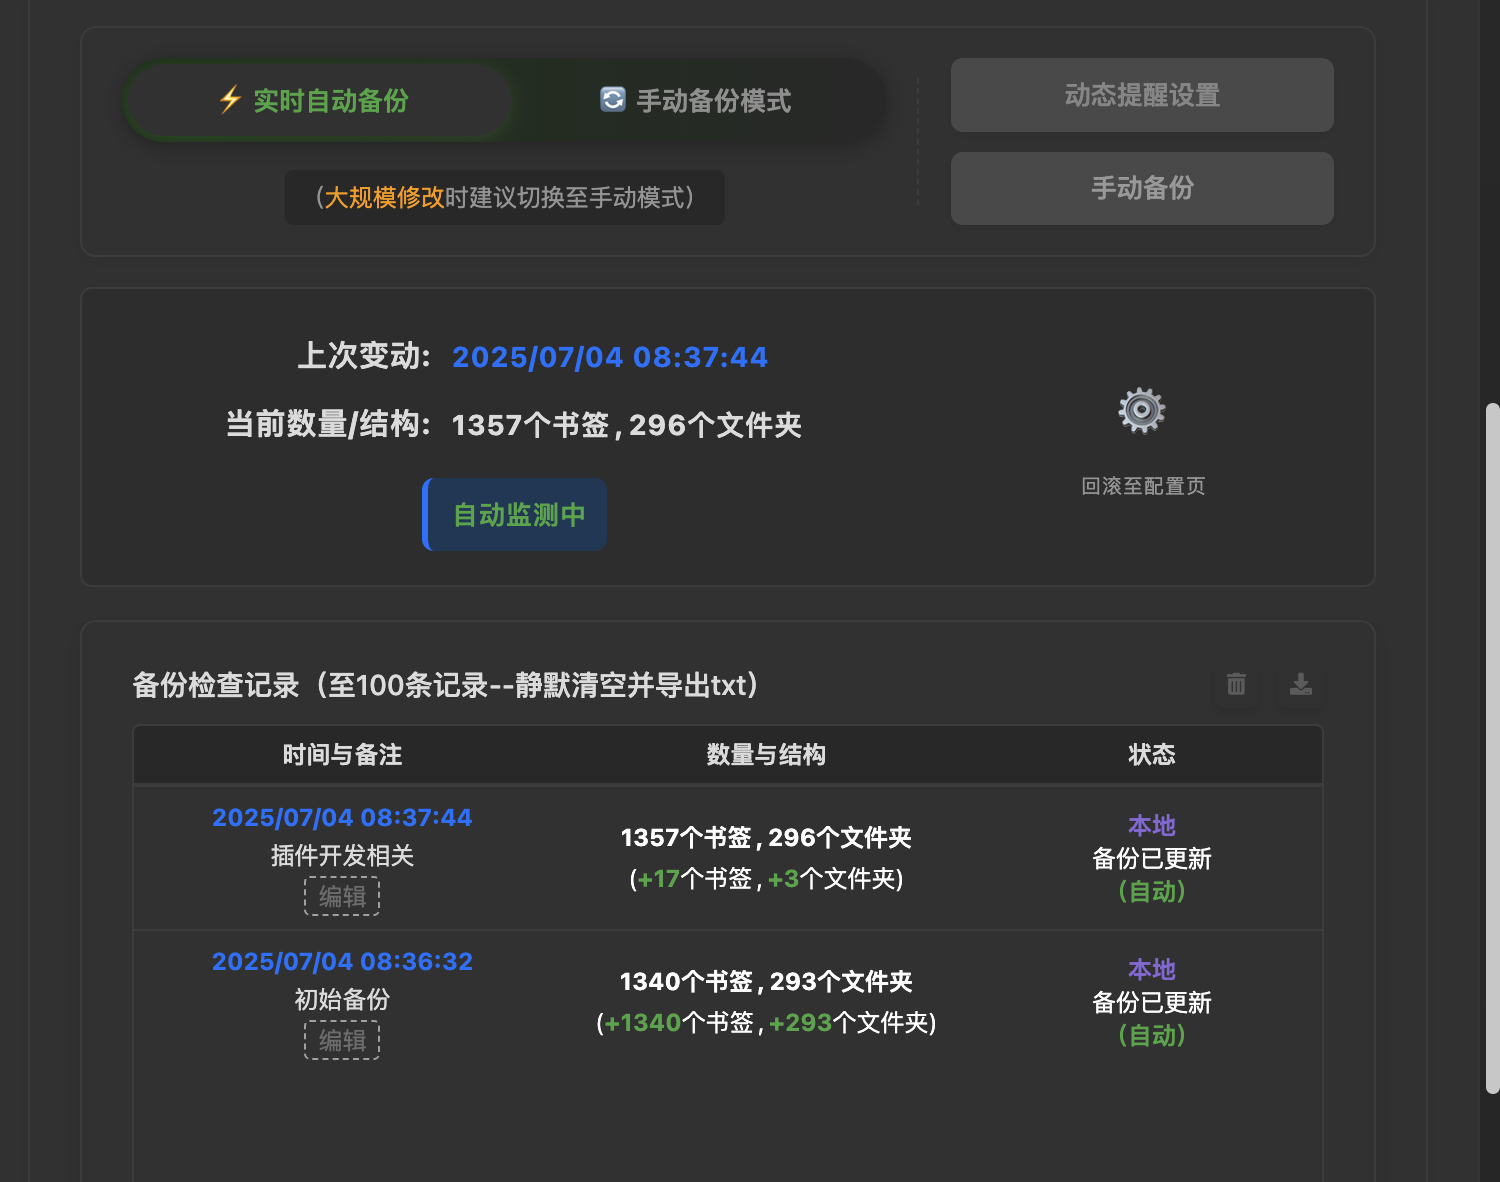 ⚡ 实时自动备份
🔄 手动备份模式
(大规模修改时建议切换至手动模式)
动态提醒设置
手动备份
上次变动: 2025/07/04 08:37:44
当前数量/结构: 1357个书签,296个文件夹
自动监测中
回滚至配置页
备份检查记录（至100条记录--静默清空并导出txt）
时间与备注 数量与结构 状态
2025/07/04 08:37:44
插件开发相关
编辑
1357个书签,296个文件夹
(+17个书签,+3个文件夹)
本地
备份已更新
（自动）
2025/07/04 08:36:32
初始备份
编辑
1340个书签,293个文件夹
(+1340个书签,+293个文件夹)
本地
备份已更新
（自动）